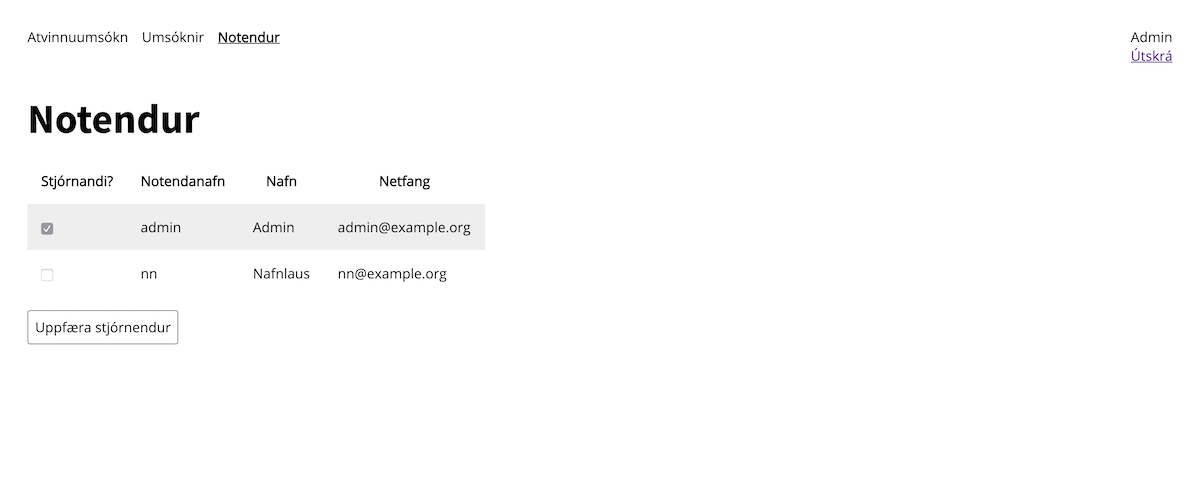 Atvinnuumsókn Umsóknir Notendur Admin
Útskrá
Notendur
Stjórnandi? Notendanafn Nafn Netfang
admin Admin admin@example.org
nn Nafnlaus nn@example.org
Uppfæra stjórnendur